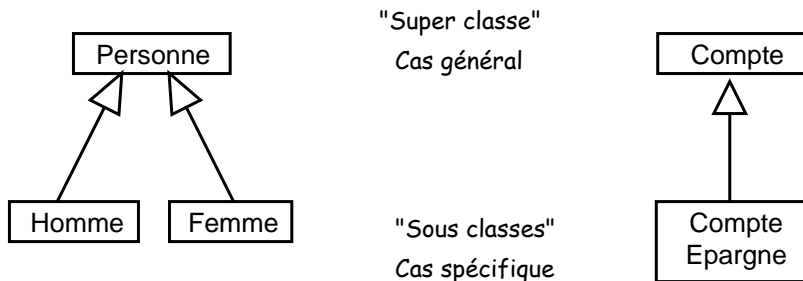 "Super classe"
Personne
Cas général
Compte
Homme
Femme
"Sous classes"
Cas spécifique
Compte
Epargne